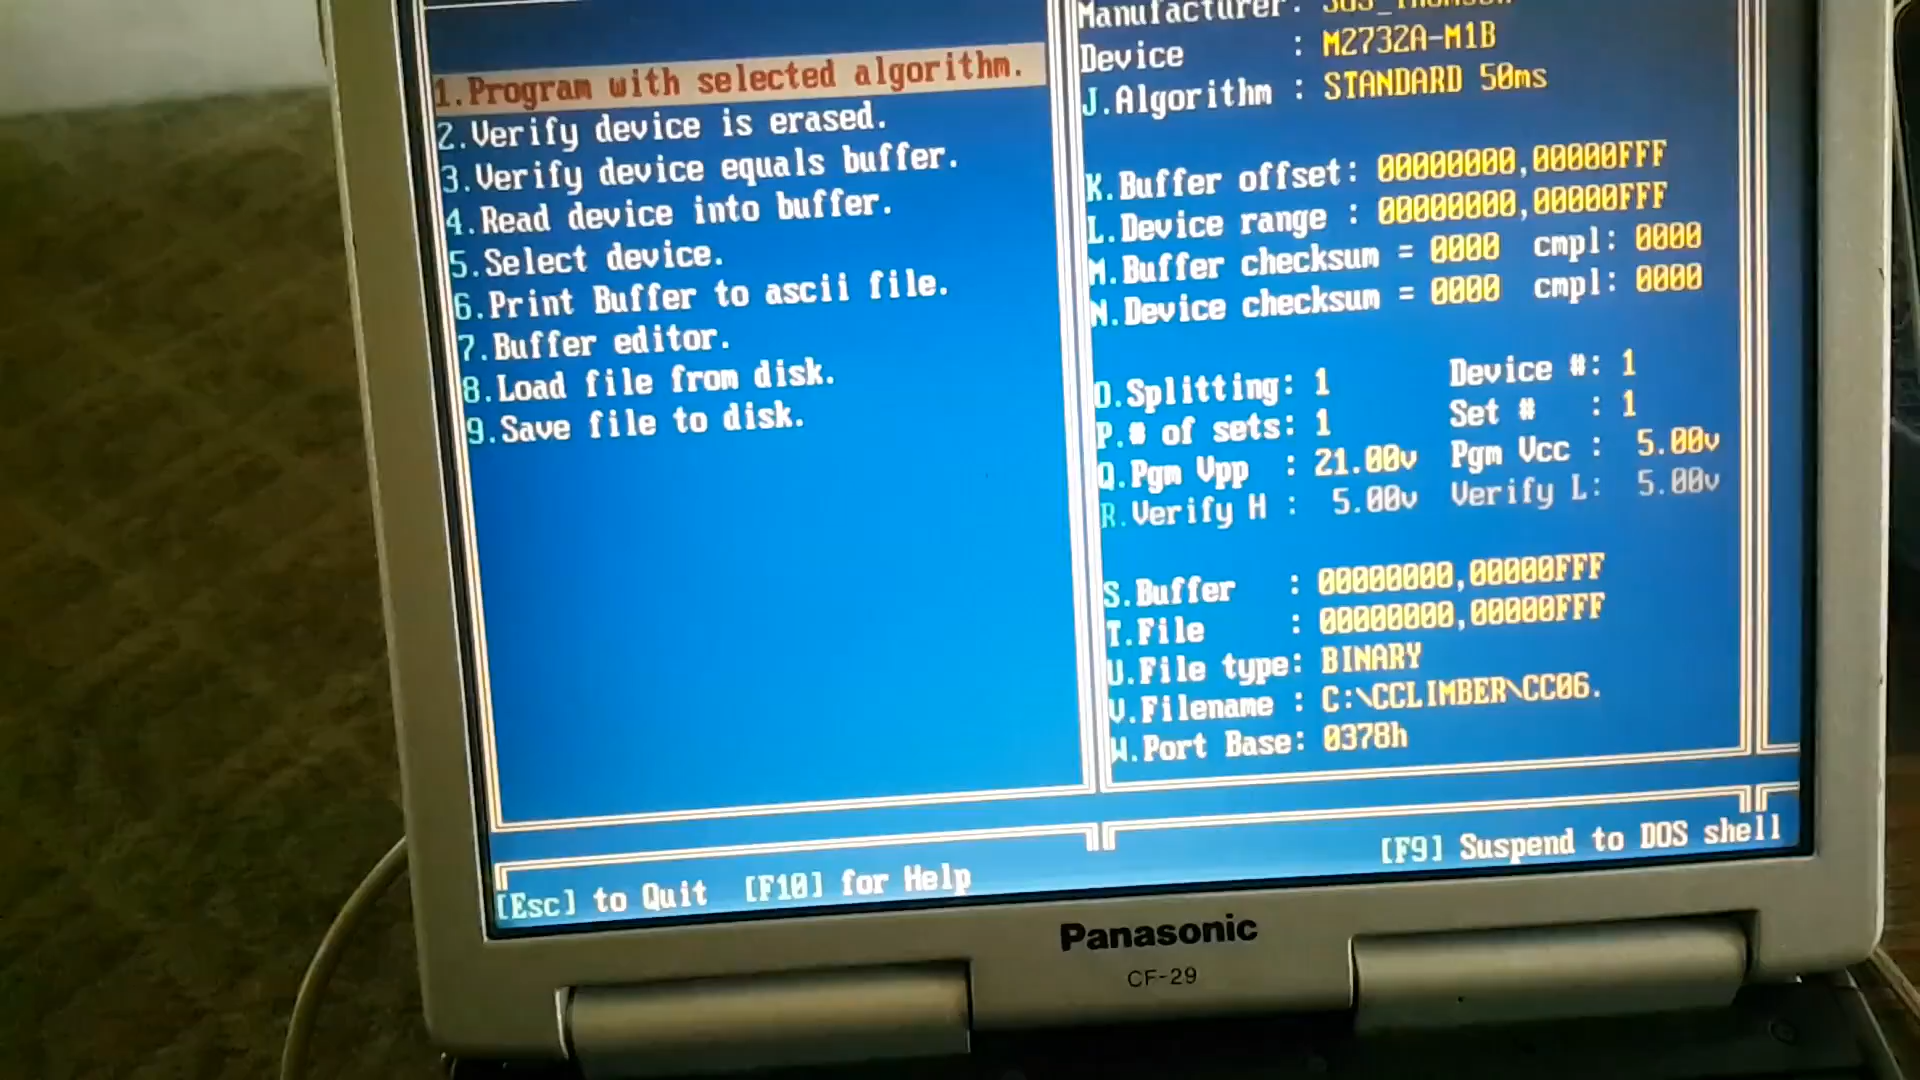 1.Program with selected algorithm.
2.Verify device is erased.
3.Verify device equals buffer.
4.Read device into buffer.
5.Select device.
6.Print Buffer to ascii file.
7.Buffer editor.
8.Load file from disk.
9.Save file to disk.
Manufacturer: SGS_THOMSON
Device : M2732A-M1B
J.Algorithm : STANDARD 50ms
K.Buffer offset: 00000000,00000FFF
L.Device range : 00000000,00000FFF
M.Buffer checksum = 0000 cmpl: 0000
N.Device checksum = 0000 cmpl: 0000
O.Splitting: 1 Device #: 1
P.# of sets: 1 Set # : 1
Q.Pgm Vpp : 21.00v Pgm Vcc : 5.00v
R.Verify H : 5.00v Verify L: 5.00v
S.Buffer : 00000000,00000FFF
T.File : 00000000,00000FFF
U.File type: BINARY
V.Filename : C:\CCLIMBER\CC06.
W.Port Base: 0378h
[Esc] to Quit [F10] for Help [F9] Suspend to DOS shell
Panasonic
CF-29